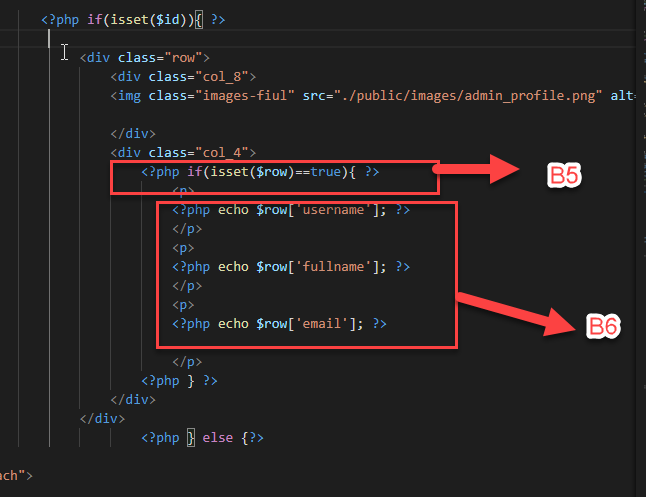 <?php if(isset($id)){ ?>
<div class="row">
<div class="col_8">
<img class="images-fiul" src="./public/images/admin_profile.png" alt=
</div>
<div class="col_4">
<?php if(isset($row)==true){ ?>
B5
<p>
<?php echo $row['username']; ?>
</p>
<p>
<?php echo $row['fullname']; ?>
</p>
<p>
<?php echo $row['email']; ?>
B6
</p>
<?php } ?>
</div>
</div>
<?php } else {?>
ach">